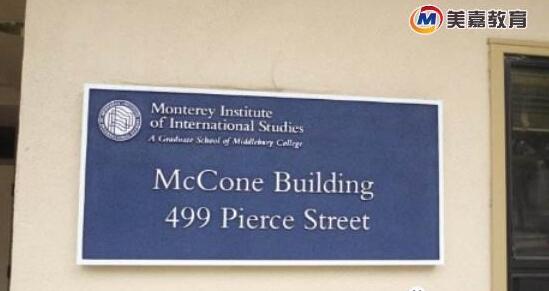 美嘉教育
Monterey Institute
of International Studies
A Graduate School of Middlebury College
McCone Building
499 Pierce Street